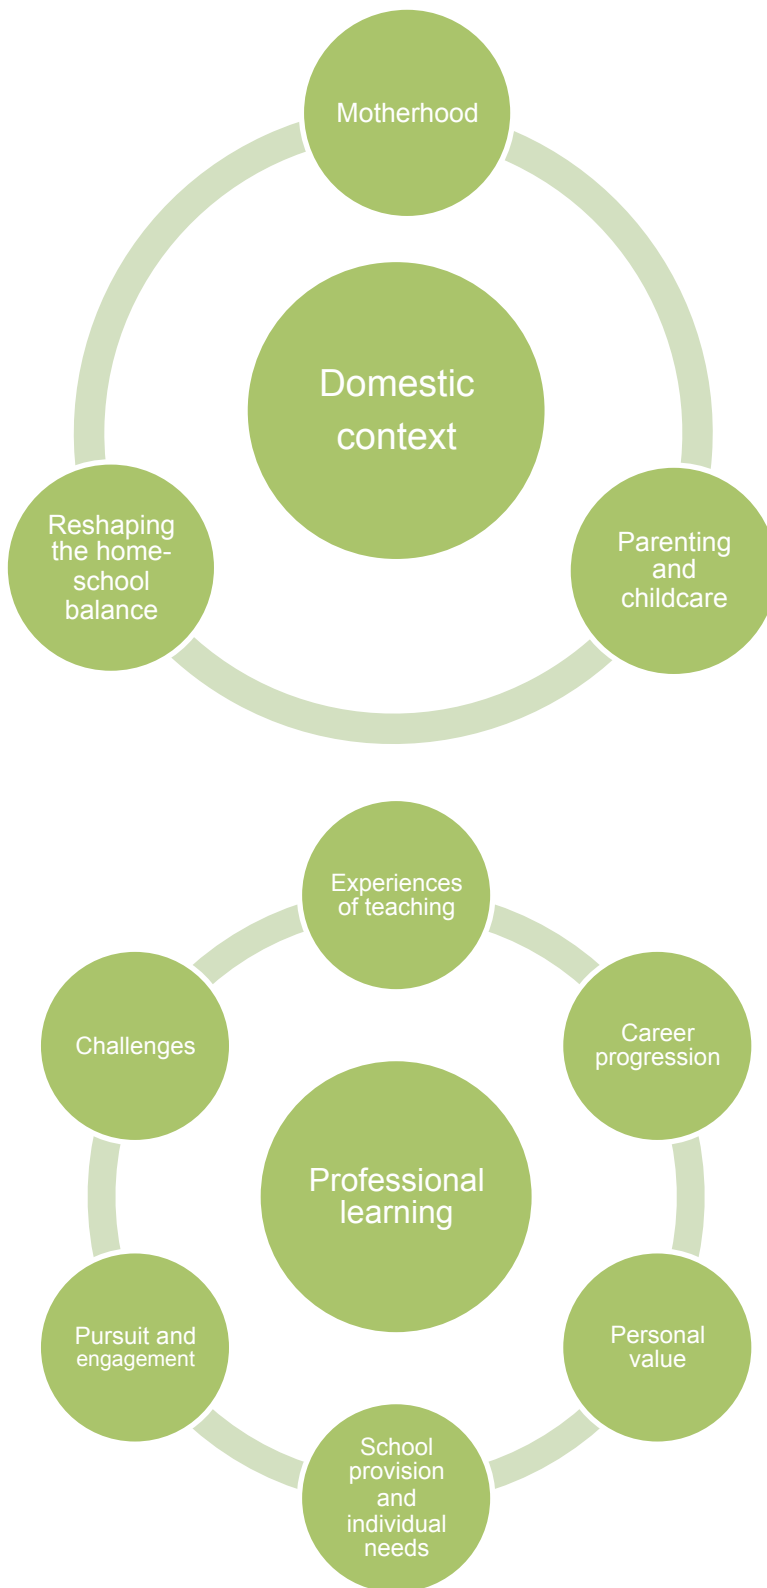 Motherhood
Domestic
context
Reshaping
the home-
school
balance
Parenting
and
childcare
Experiences
of teaching
Challenges
Career
progression
Professional
learning
Pursuit and
engagement
Personal
value
School
provision
and
individual
needs